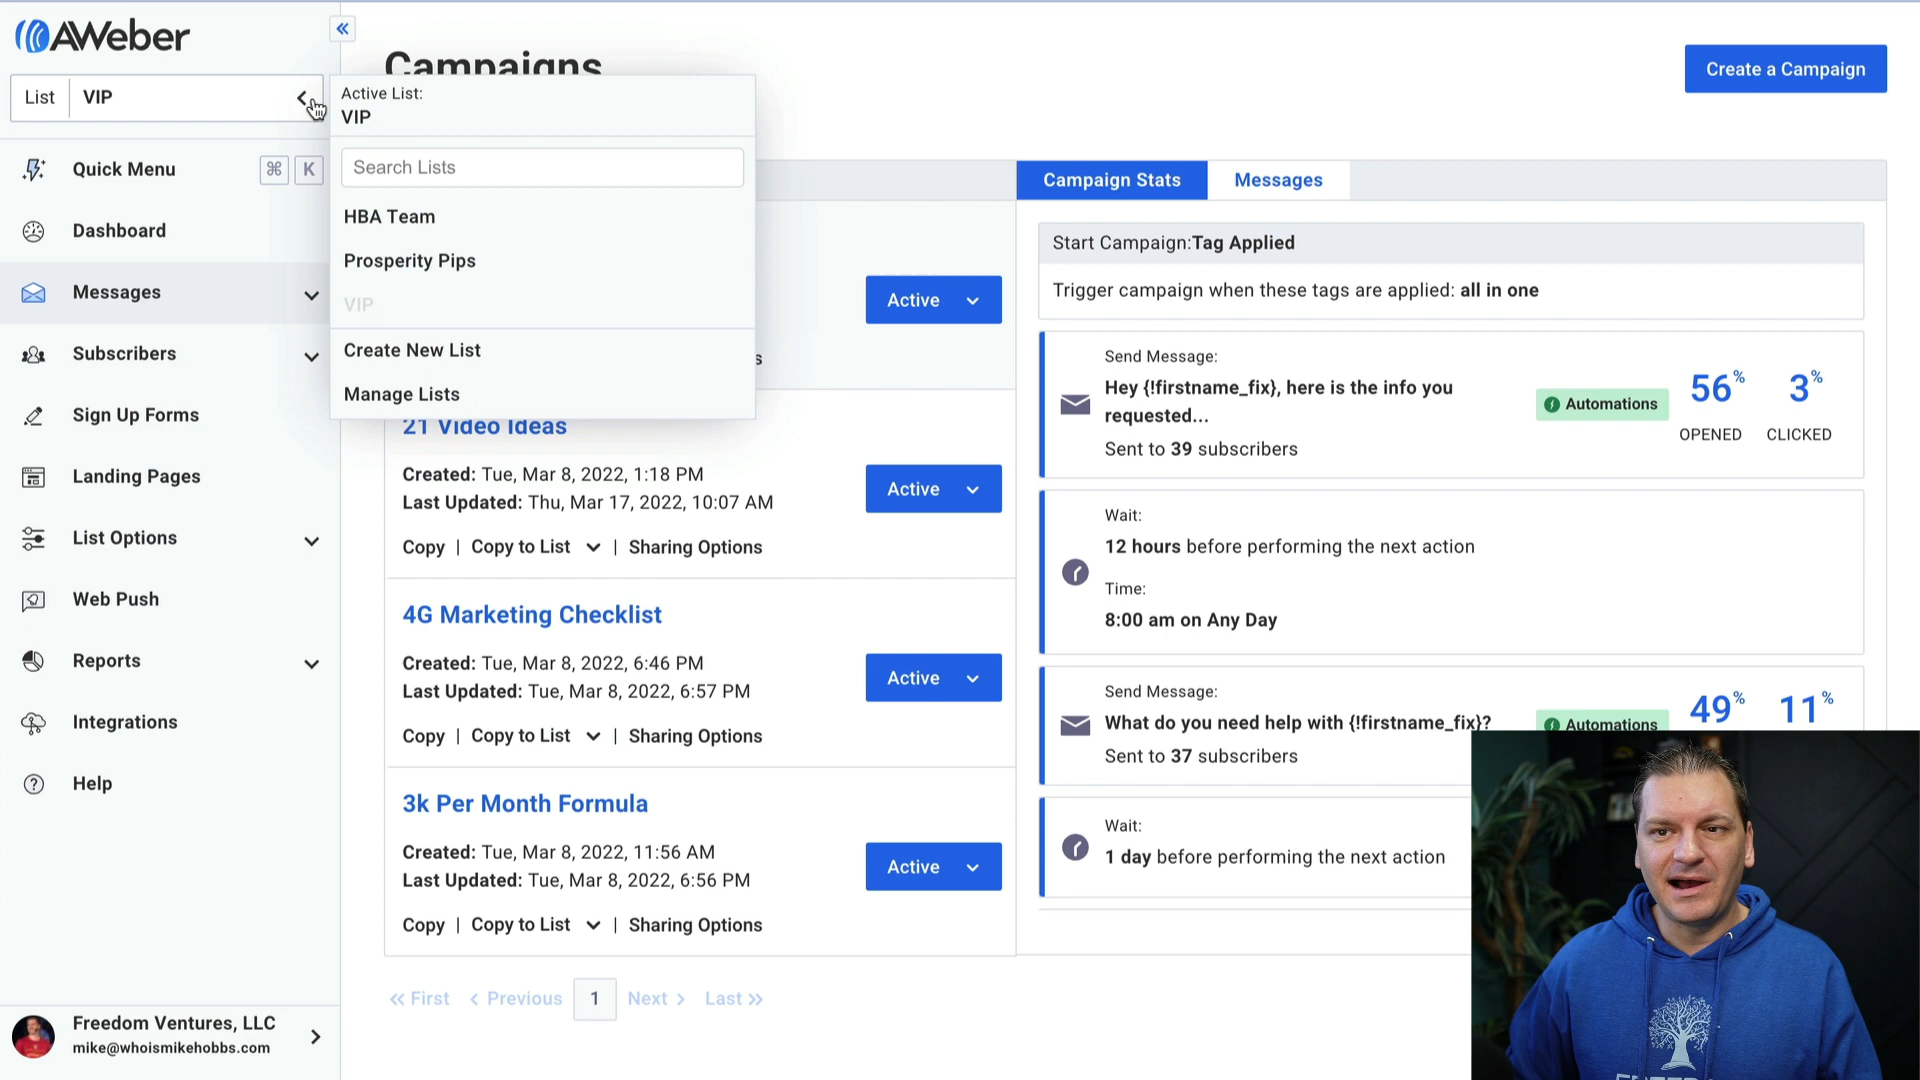 AWeber
«
Campaigns
Create a Campaign
List
VIP
Active List:
VIP
Search Lists
HBA Team
Prosperity Pips
VIP
Create New List
Manage Lists
Quick Menu
⌘ K
Dashboard
Messages
Subscribers
Sign Up Forms
Landing Pages
List Options
Web Push
Reports
Integrations
Help
Freedom Ventures, LLC
mike@whoismikehobbs.com
Active
s
21 Video Ideas
Created: Tue, Mar 8, 2022, 1:18 PM
Last Updated: Thu, Mar 17, 2022, 10:07 AM
Active
Copy | Copy to List | Sharing Options
4G Marketing Checklist
Created: Tue, Mar 8, 2022, 6:46 PM
Last Updated: Tue, Mar 8, 2022, 6:57 PM
Active
Copy | Copy to List | Sharing Options
3k Per Month Formula
Created: Tue, Mar 8, 2022, 11:56 AM
Last Updated: Tue, Mar 8, 2022, 6:56 PM
Active
Copy | Copy to List | Sharing Options
« First ‹ Previous 1 Next › Last »
Campaign Stats
Messages
Start Campaign:Tag Applied
Trigger campaign when these tags are applied: all in one
Send Message:
Hey {!firstname_fix}, here is the info you
requested...
Sent to 39 subscribers
Automations
56% 3%
OPENED CLICKED
Wait:
12 hours before performing the next action
Time:
8:00 am on Any Day
Send Message:
What do you need help with {!firstname_fix}?
Sent to 37 subscribers
Automations
49% 11%
Wait:
1 day before performing the next action